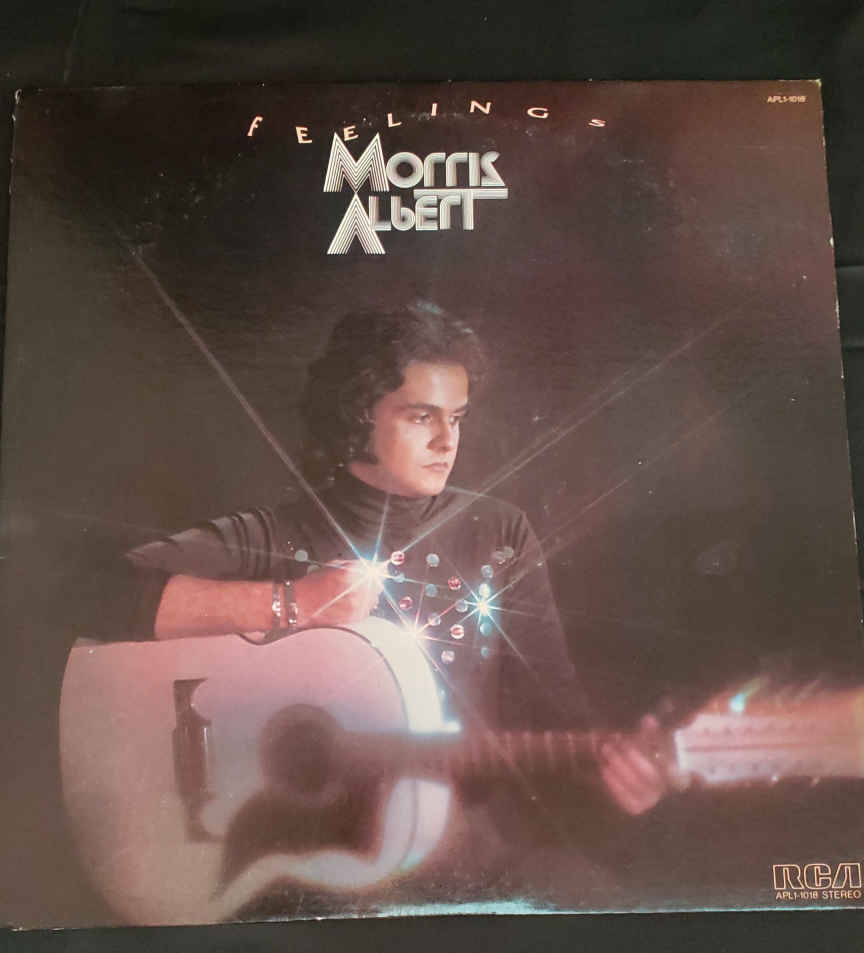 APL1-1018
FEELINGS
MORRIS
ALBERT
RCA
APL1-1018 STEREO